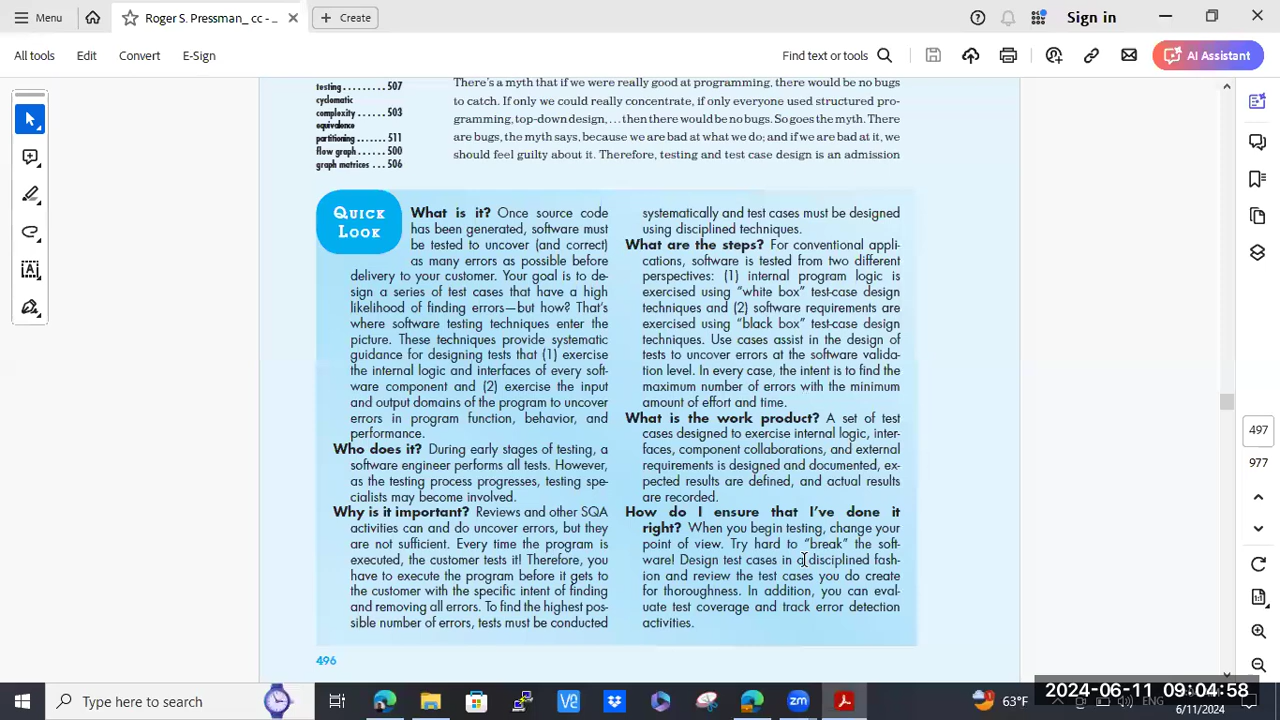 Menu
Roger S. Pressman_ cc - ...
Create
Sign in
All tools
Edit
Convert
E-Sign
Find text or tools
AI Assistant
testing . . . . . . . . . 507
cyclomatic
complexity . . . . . . 503
equivalence
partitioning . . . . . . 511
flow graph . . . . . . 500
graph matrices . . . 506
There's a myth that if we were really good at programming, there would be no bugs
to catch. If only we could really concentrate, if only everyone used structured pro-
gramming, top-down design, . . . then there would be no bugs. So goes the myth. There
are bugs, the myth says, because we are bad at what we do; and if we are bad at it, we
should feel guilty about it. Therefore, testing and test case design is an admission
QUICK
LOOK
What is it? Once source code
has been generated, software must
be tested to uncover (and correct)
as many errors as possible before
delivery to your customer. Your goal is to de-
sign a series of test cases that have a high
likelihood of finding errors—but how? That's
where software testing techniques enter the
picture. These techniques provide systematic
guidance for designing tests that (1) exercise
the internal logic and interfaces of every soft-
ware component and (2) exercise the input
and output domains of the program to uncover
errors in program function, behavior, and
performance.
Who does it? During early stages of testing, a
software engineer performs all tests. However,
as the testing process progresses, testing spe-
cialists may become involved.
Why is it important? Reviews and other SQA
activities can and do uncover errors, but they
are not sufficient. Every time the program is
executed, the customer tests it! Therefore, you
have to execute the program before it gets to
the customer with the specific intent of finding
and removing all errors. To find the highest pos-
sible number of errors, tests must be conducted
systematically and test cases must be designed
using disciplined techniques.
What are the steps? For conventional appli-
cations, software is tested from two different
perspectives: (1) internal program logic is
exercised using "white box" test-case design
techniques and (2) software requirements are
exercised using "black box" test-case design
techniques. Use cases assist in the design of
tests to uncover errors at the software valida-
tion level. In every case, the intent is to find the
maximum number of errors with the minimum
amount of effort and time.
What is the work product? A set of test
cases designed to exercise internal logic, inter-
faces, component collaborations, and external
requirements is designed and documented, ex-
pected results are defined, and actual results
are recorded.
How do I ensure that I've done it
right? When you begin testing, change your
point of view. Try hard to "break" the soft-
ware! Design test cases in a disciplined fash-
ion and review the test cases you do create
for thoroughness. In addition, you can eval-
uate test coverage and track error detection
activities.
496
497
977
Type here to search
1
63°F
2024-06-11 09:04:58
6/11/2024